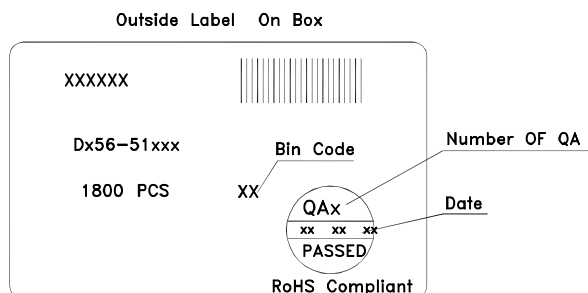 Outside Label On Box
XXXXXX
Dx56-51xxx
Bin Code
Number OF QA
1800 PCS
XX
QAx
Date
xx xx xx
PASSED
RoHS Compliant